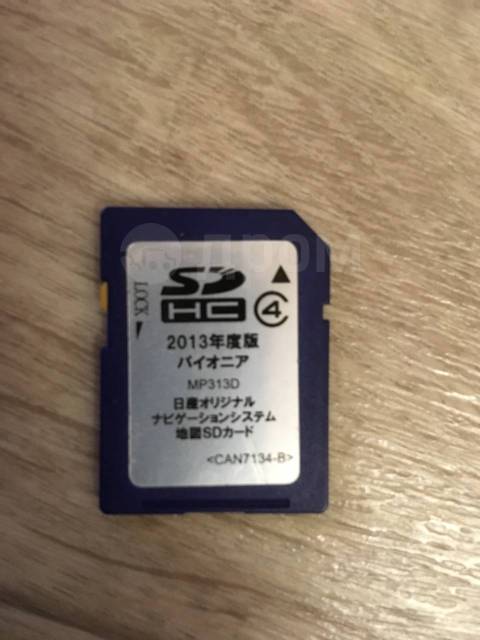 ДРОМ
SD
HC
4
LOCK
2013年度版
パイオニア
MP313D
日産オリジナル
ナビゲーションシステム
地図SDカード
<CAN7134-B>